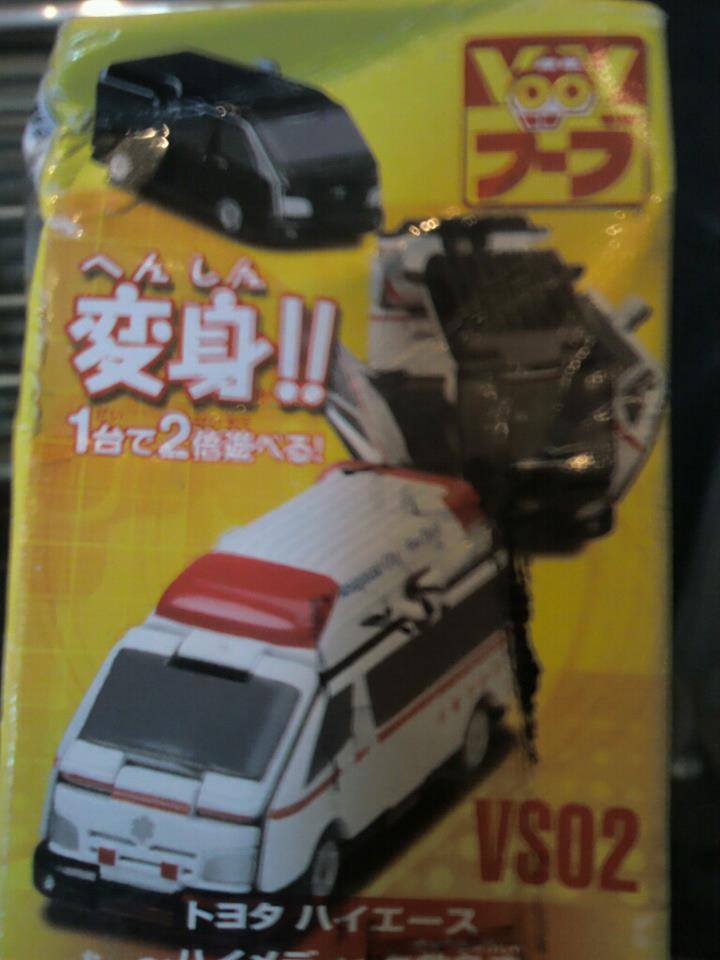 VooV
ブーブ
へんしん
変身!!
1台で2倍遊べる!
VS02
トヨタ ハイエース